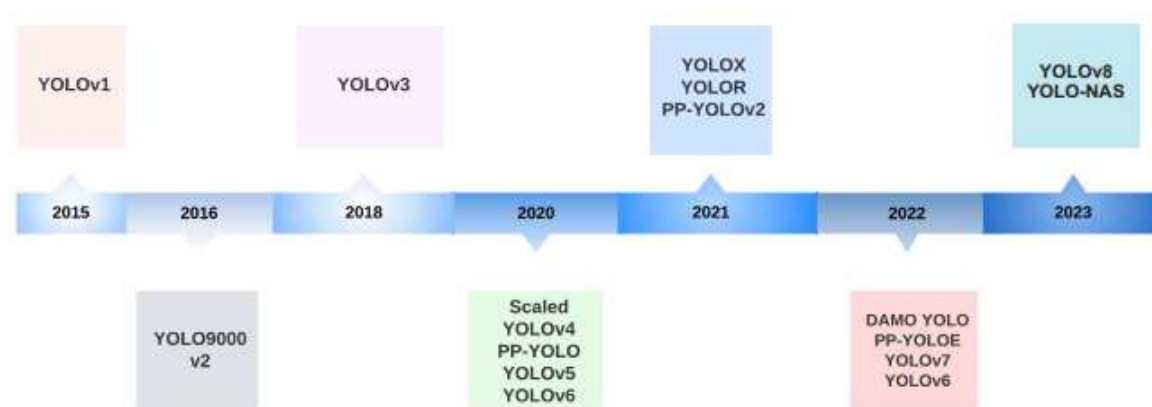 YOLOv1
YOLOv3
YOLOX
YOLOR
PP-YOLOv2
YOLOv8
YOLO-NAS
2015
2016
2018
2020
2021
2022
2023
YOLO9000
v2
Scaled
YOLOv4
PP-YOLO
YOLOv5
YOLOv6
DAMO YOLO
PP-YOLOE
YOLOv7
YOLOv6